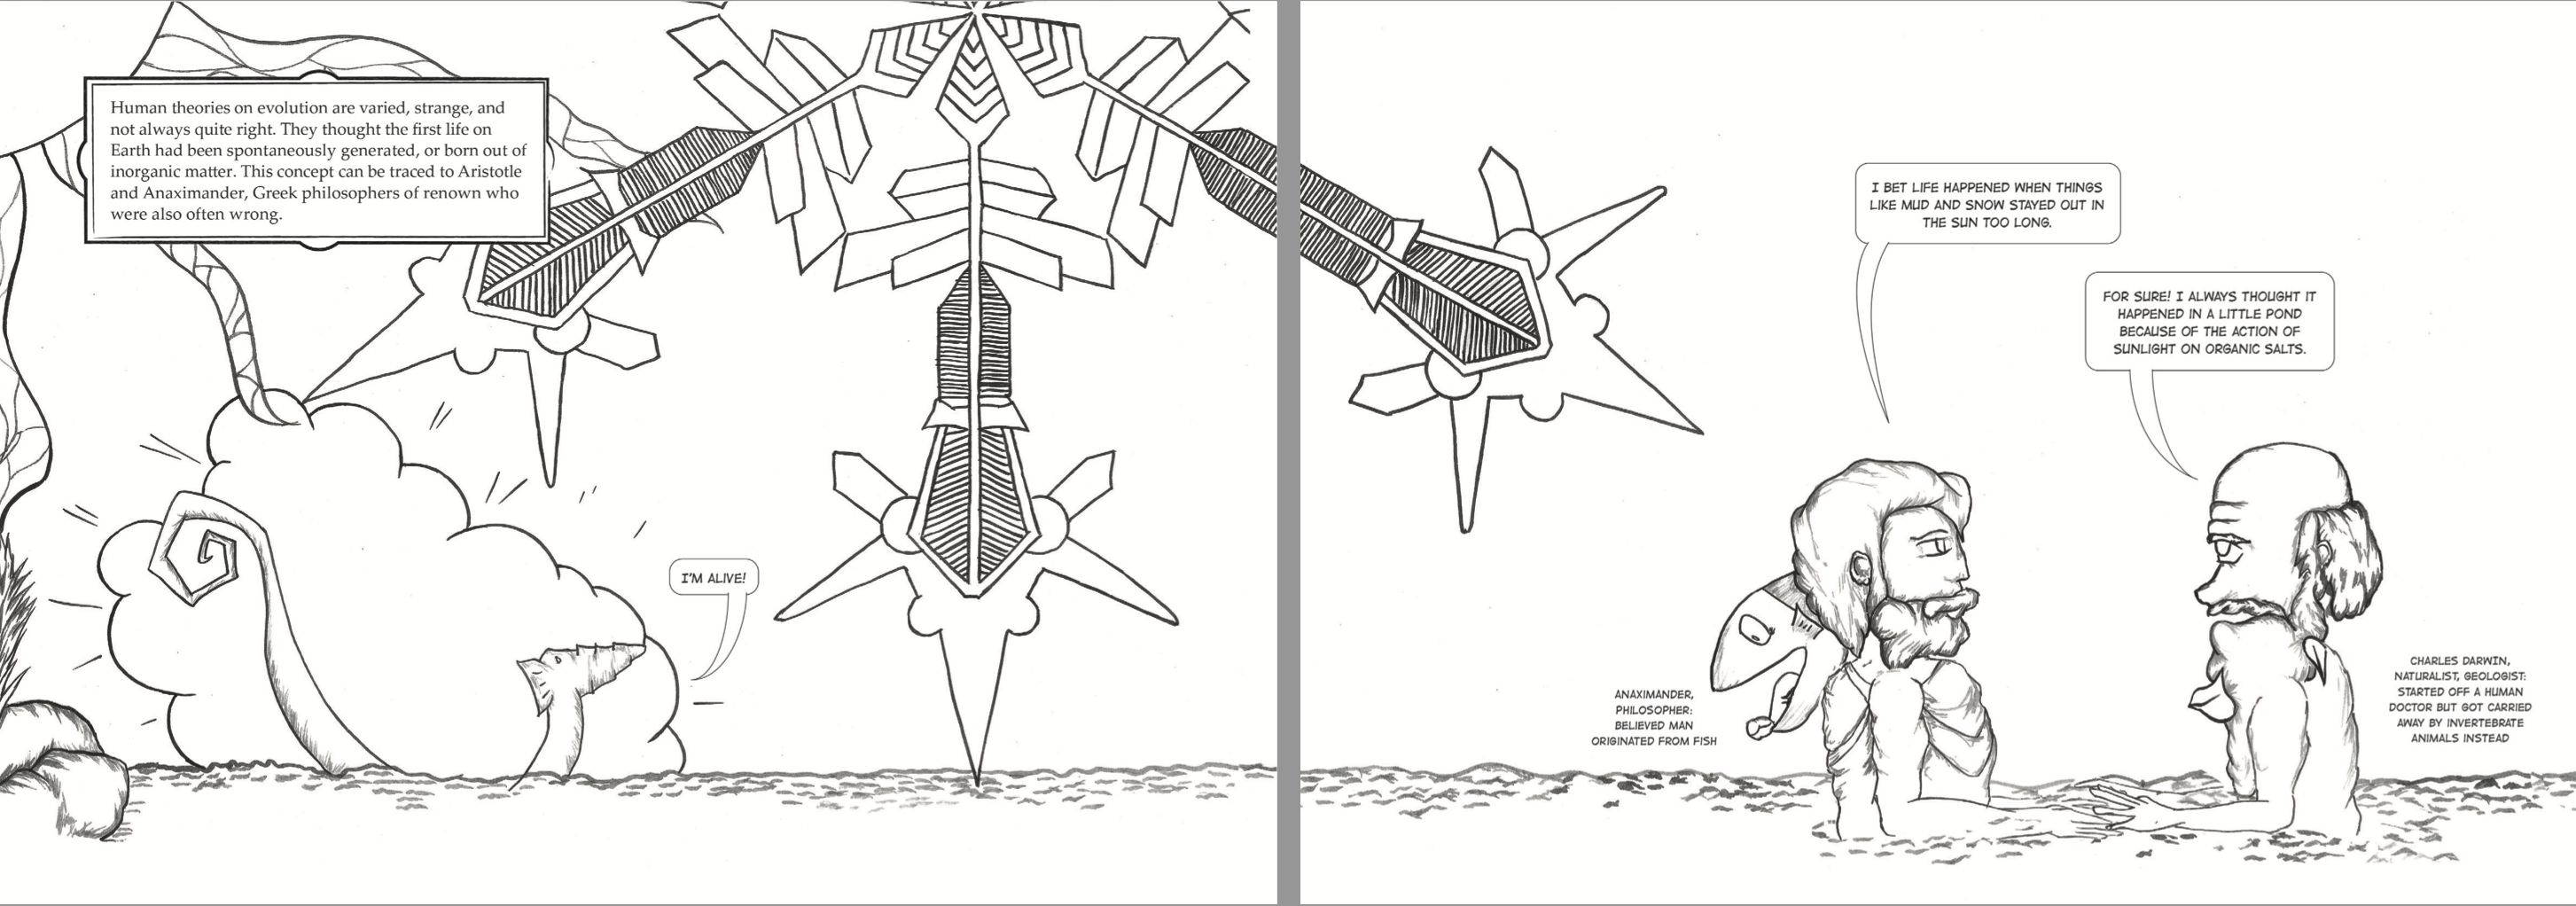 Human theories on evolution are varied, strange, and
not always quite right. They thought the first life on
Earth had been spontaneously generated, or born out of
inorganic matter. This concept can be traced to Aristotle
and Anaximander, Greek philosophers of renown who
were also often wrong.
I'M ALIVE!
I BET LIFE HAPPENED WHEN THINGS
LIKE MUD AND SNOW STAYED OUT IN
THE SUN TOO LONG.
FOR SURE! I ALWAYS THOUGHT IT
HAPPENED IN A LITTLE POND
BECAUSE OF THE ACTION OF
SUNLIGHT ON ORGANIC SALTS.
ANAXIMANDER,
PHILOSOPHER:
BELIEVED MAN
ORIGINATED FROM FISH
CHARLES DARWIN,
NATURALIST, GEOLOGIST:
STARTED OFF A HUMAN
DOCTOR BUT GOT CARRIED
AWAY BY INVERTEBRATE
ANIMALS INSTEAD